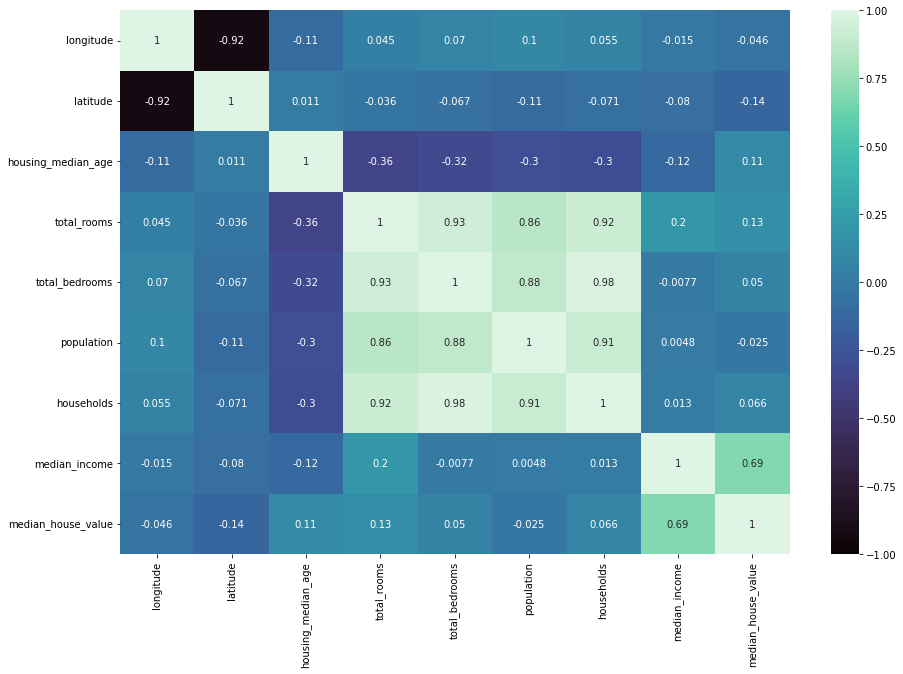 longitude 1 -0.92 -0.11 0.045 0.07 0.1 0.055 -0.015 -0.046
latitude -0.92 1 0.011 -0.036 -0.067 -0.11 -0.071 -0.08 -0.14
housing_median_age -0.11 0.011 1 -0.36 -0.32 -0.3 -0.3 -0.12 0.11
total_rooms 0.045 -0.036 -0.36 1 0.93 0.86 0.92 0.2 0.13
total_bedrooms 0.07 -0.067 -0.32 0.93 1 0.88 0.98 -0.0077 0.05
population 0.1 -0.11 -0.3 0.86 0.88 1 0.91 0.0048 -0.025
households 0.055 -0.071 -0.3 0.92 0.98 0.91 1 0.013 0.066
median_income -0.015 -0.08 -0.12 0.2 -0.0077 0.0048 0.013 1 0.69
median_house_value -0.046 -0.14 0.11 0.13 0.05 -0.025 0.066 0.69 1
longitude
latitude
housing_median_age
total_rooms
total_bedrooms
population
households
median_income
median_house_value
1.00
0.75
0.50
0.25
0.00
−0.25
−0.50
−0.75
−1.00